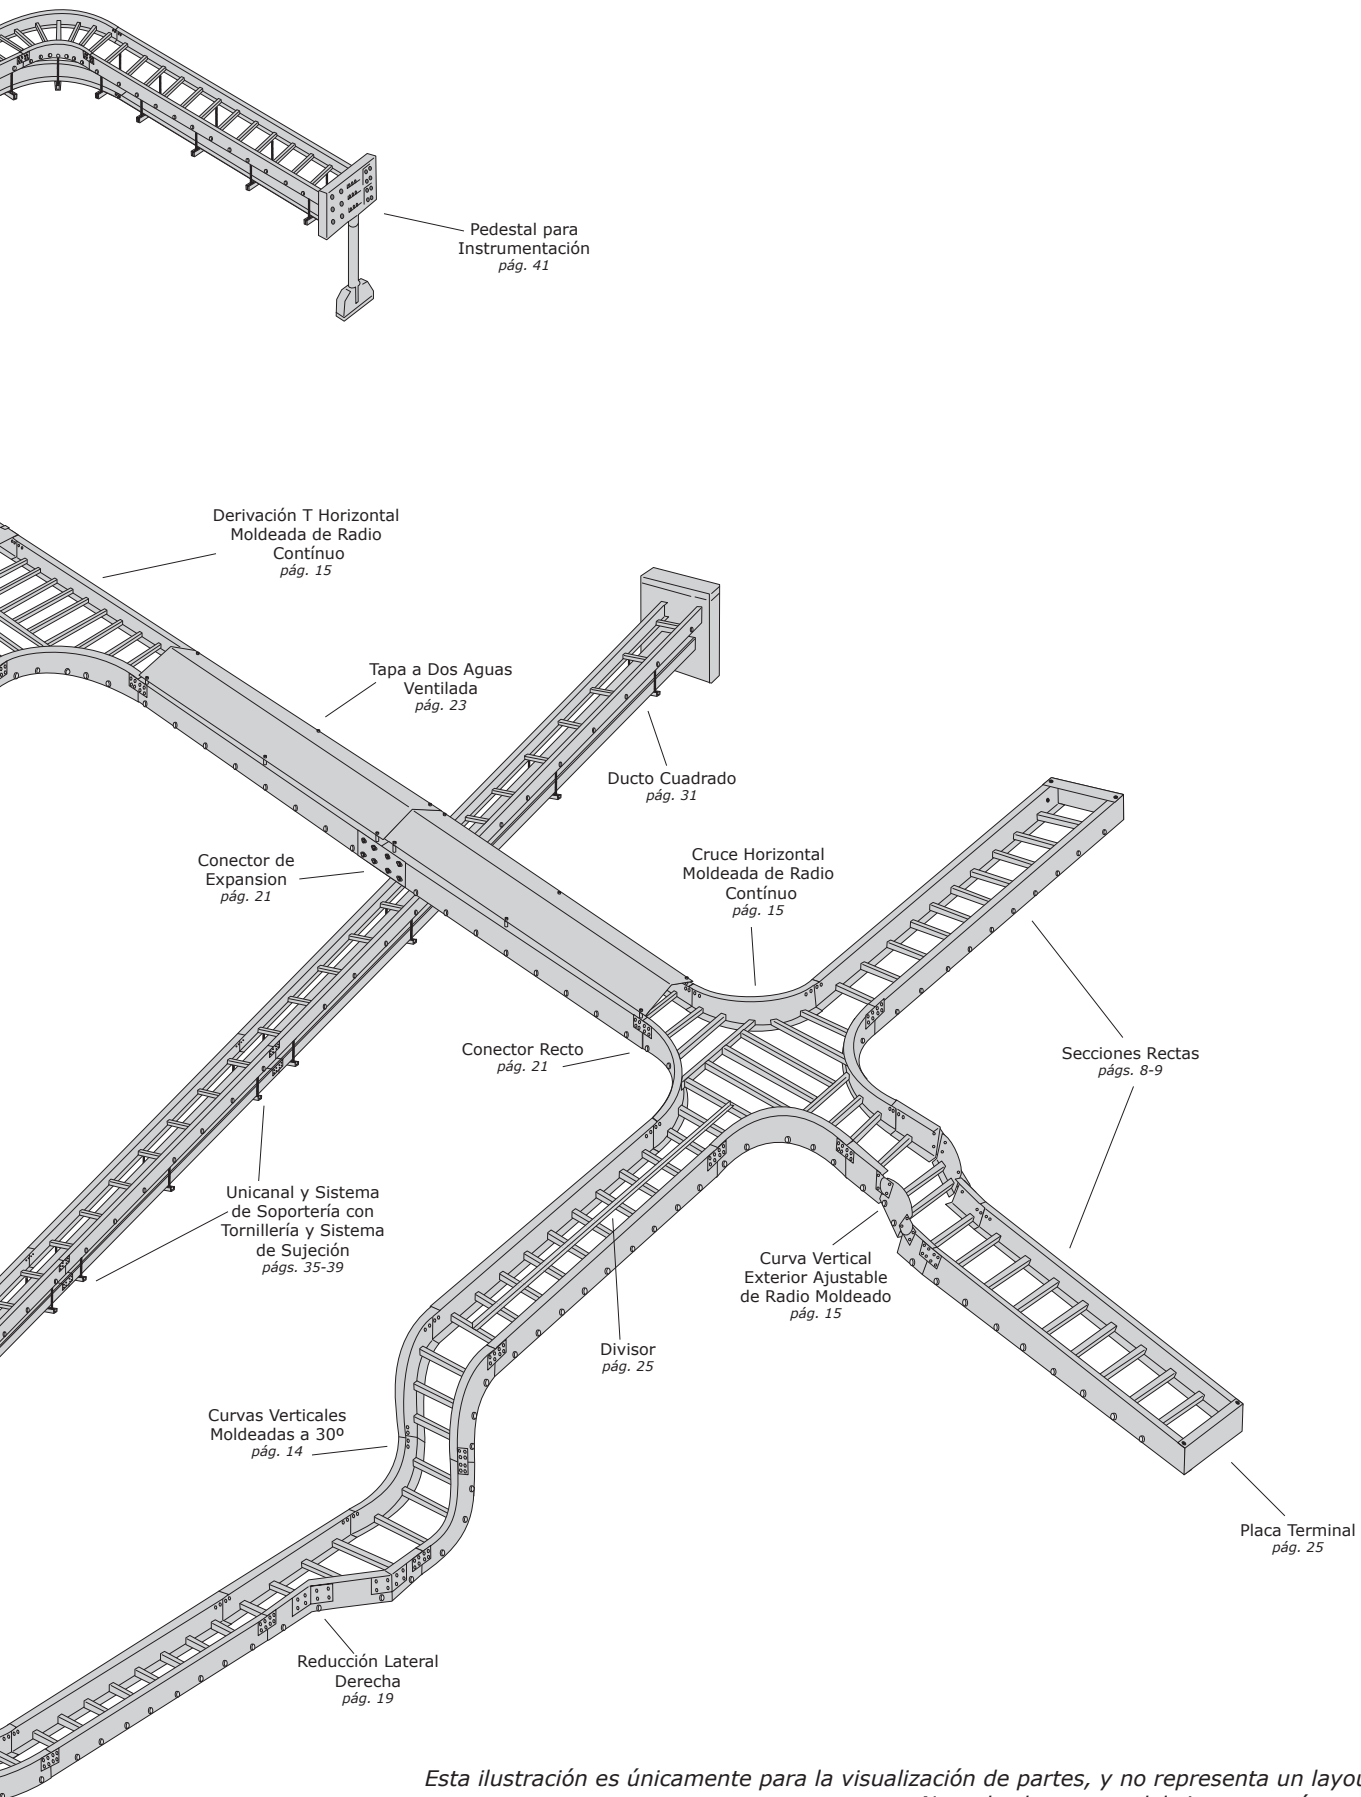 Pedestal para
Instrumentación
pág. 41
Derivación T Horizontal
Moldeada de Radio
Contínuo
pág. 15
Tapa a Dos Aguas
Ventilada
pág. 23
Ducto Cuadrado
pág. 31
Conector de
Expansion
pág. 21
Cruce Horizontal
Moldeada de Radio
Contínuo
pág. 15
Conector Recto
pág. 21
Secciones Rectas
págs. 8-9
Unicanal y Sistema
de Soportería con
Tornillería y Sistema
de Sujeción
págs. 35-39
Curva Vertical
Exterior Ajustable
de Radio Moldeado
pág. 15
Divisor
pág. 25
Curvas Verticales
Moldeadas a 30º
pág. 14
Placa Terminal
pág. 25
Reducción Lateral
Derecha
pág. 19
Esta ilustración es únicamente para la visualización de partes, y no representa un layou